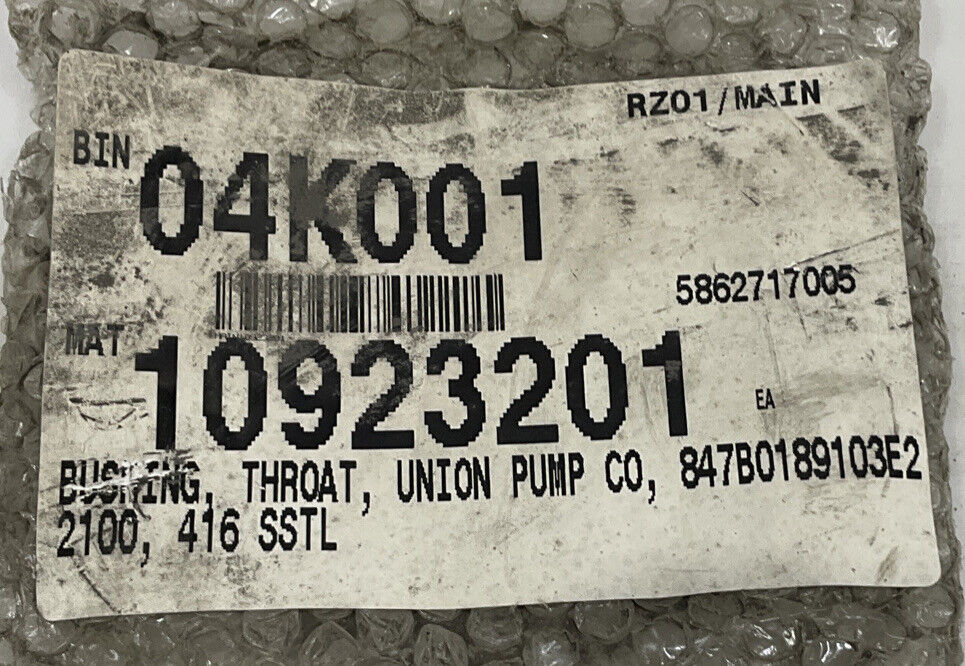 RZ01/MAIN
BIN 04K001
5862717005
MAT 10923201 EA
BUSHING, THROAT, UNION PUMP CO, 847B0189103E2
2100, 416 SSTL